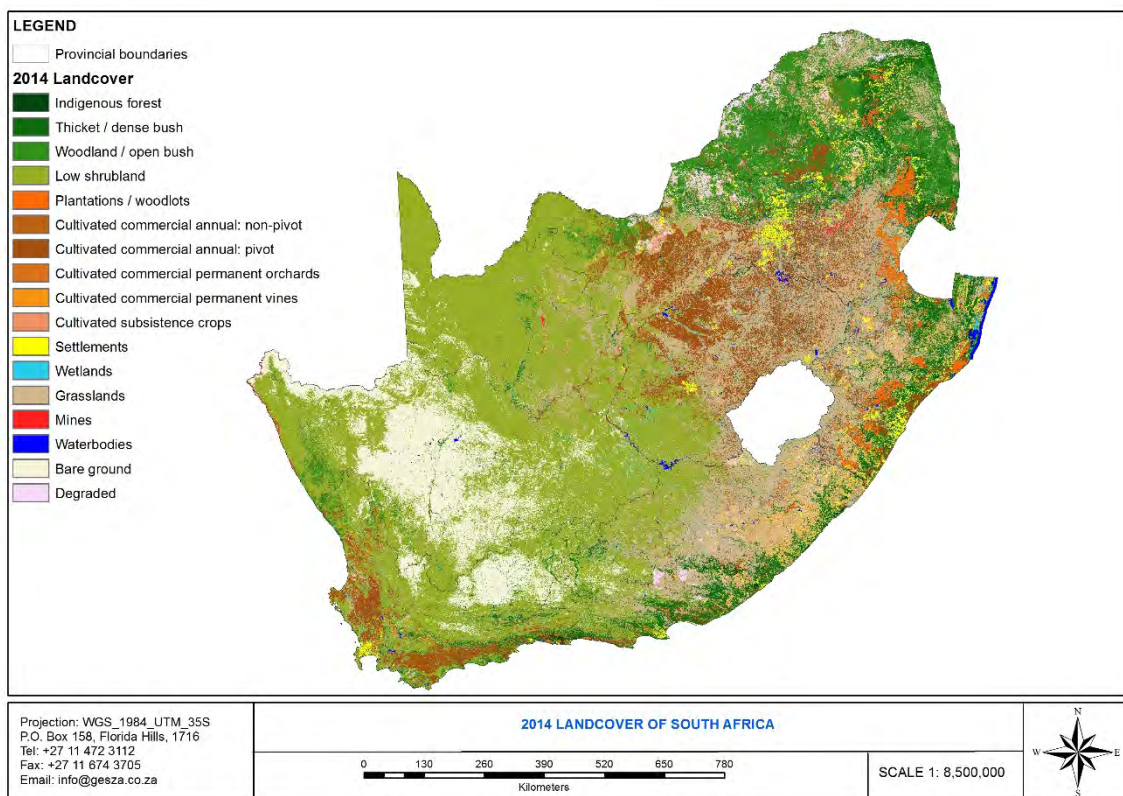 LEGEND
Provincial boundaries
2014 Landcover
Indigenous forest
Thicket / dense bush
Woodland / open bush
Low shrubland
Plantations / woodlots
Cultivated commercial annual: non-pivot
Cultivated commercial annual: pivot
Cultivated commercial permanent orchards
Cultivated commercial permanent vines
Cultivated subsistence crops
Settlements
Wetlands
Grasslands
Mines
Waterbodies
Bare ground
Degraded
Projection: WGS_1984_UTM_35S
P.O. Box 158, Florida Hills, 1716
Tel: +27 11 472 3112
Fax: +27 11 674 3705
Email: info@gesza.co.za
2014 LANDCOVER OF SOUTH AFRICA
0 130 260 390 520 650 780
Kilometers
SCALE 1: 8,500,000
N
W E
S